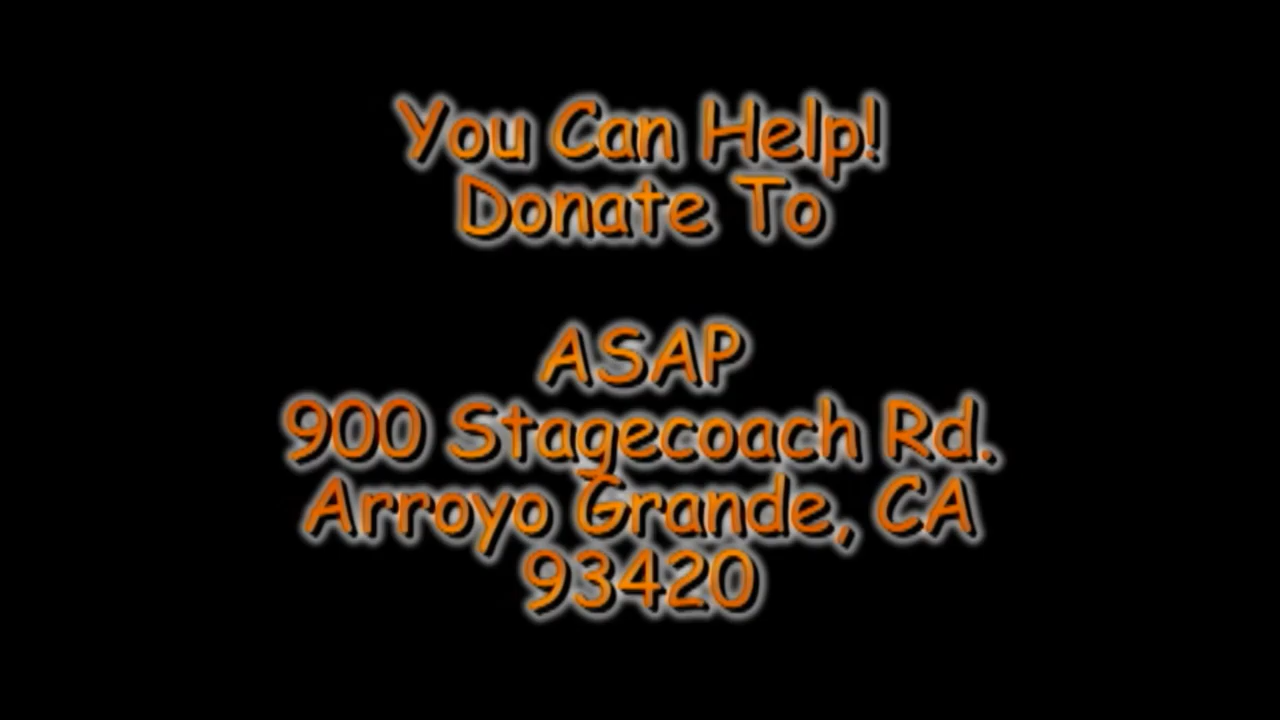 You Can Help!
Donate To
ASAP
900 Stagecoach Rd.
Arroyo Grande, CA
93420